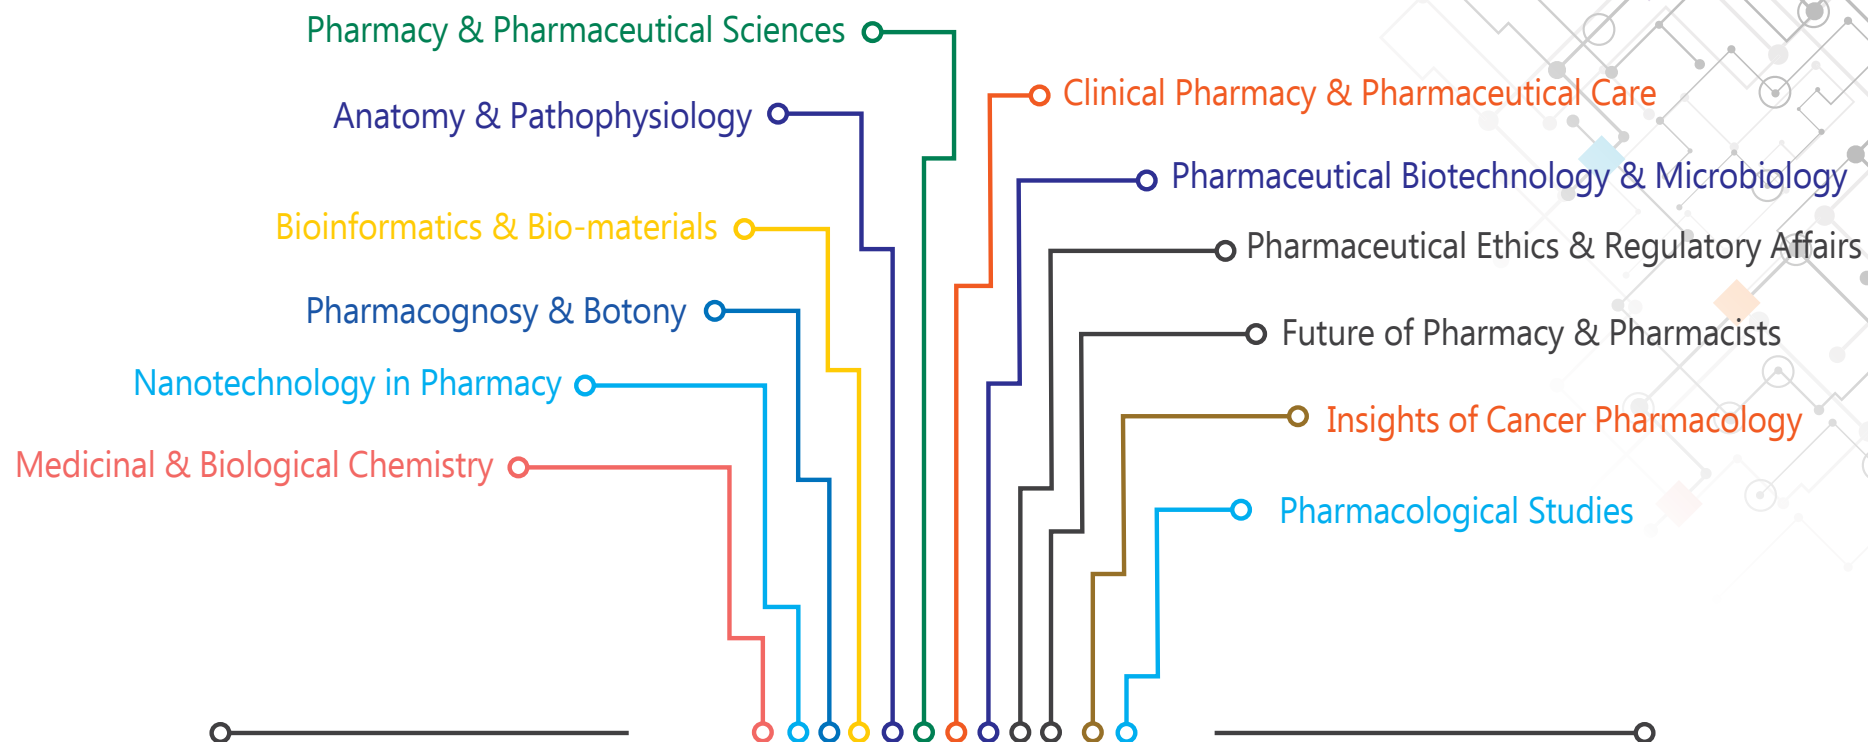 Pharmacy & Pharmaceutical Sciences
Anatomy & Pathophysiology
Bioinformatics & Bio-materials
Pharmacognosy & Botony
Nanotechnology in Pharmacy
Medicinal & Biological Chemistry
Clinical Pharmacy & Pharmaceutical Care
Pharmaceutical Biotechnology & Microbiology
Pharmaceutical Ethics & Regulatory Affairs
Future of Pharmacy & Pharmacists
Insights of Cancer Pharmacology
Pharmacological Studies